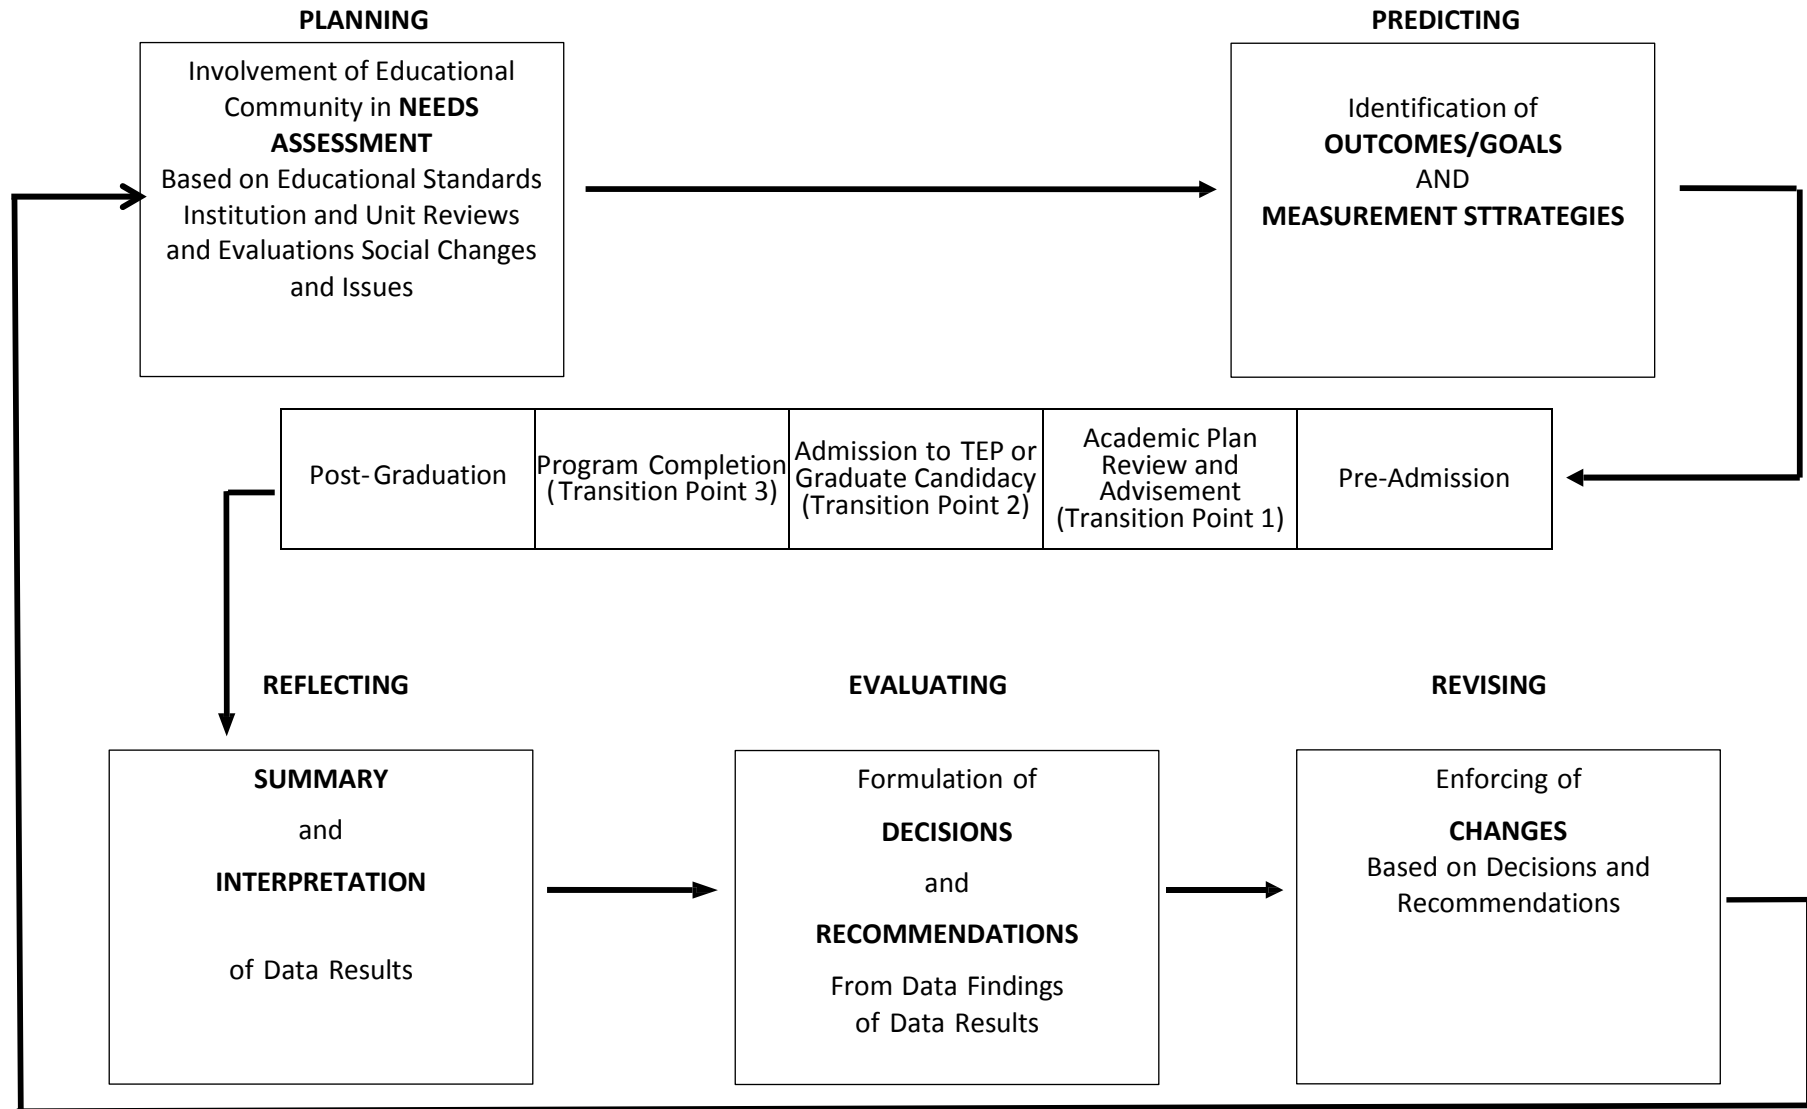 PLANNING
Involvement of Educational
Community in NEEDS
ASSESSMENT
Based on Educational Standards
Institution and Unit Reviews
and Evaluations Social Changes
and Issues
PREDICTING
Identification of
OUTCOMES/GOALS
AND
MEASUREMENT STTRATEGIES
Post-Graduation
Program Completion
(Transition Point 3)
Admission to TEP or
Graduate Candidacy
(Transition Point 2)
Academic Plan
Review and
Advisement
(Transition Point 1)
Pre-Admission
REFLECTING
SUMMARY
and
INTERPRETATION
of Data Results
EVALUATING
Formulation of
DECISIONS
and
RECOMMENDATIONS
From Data Findings
of Data Results
REVISING
Enforcing of
CHANGES
Based on Decisions and
Recommendations